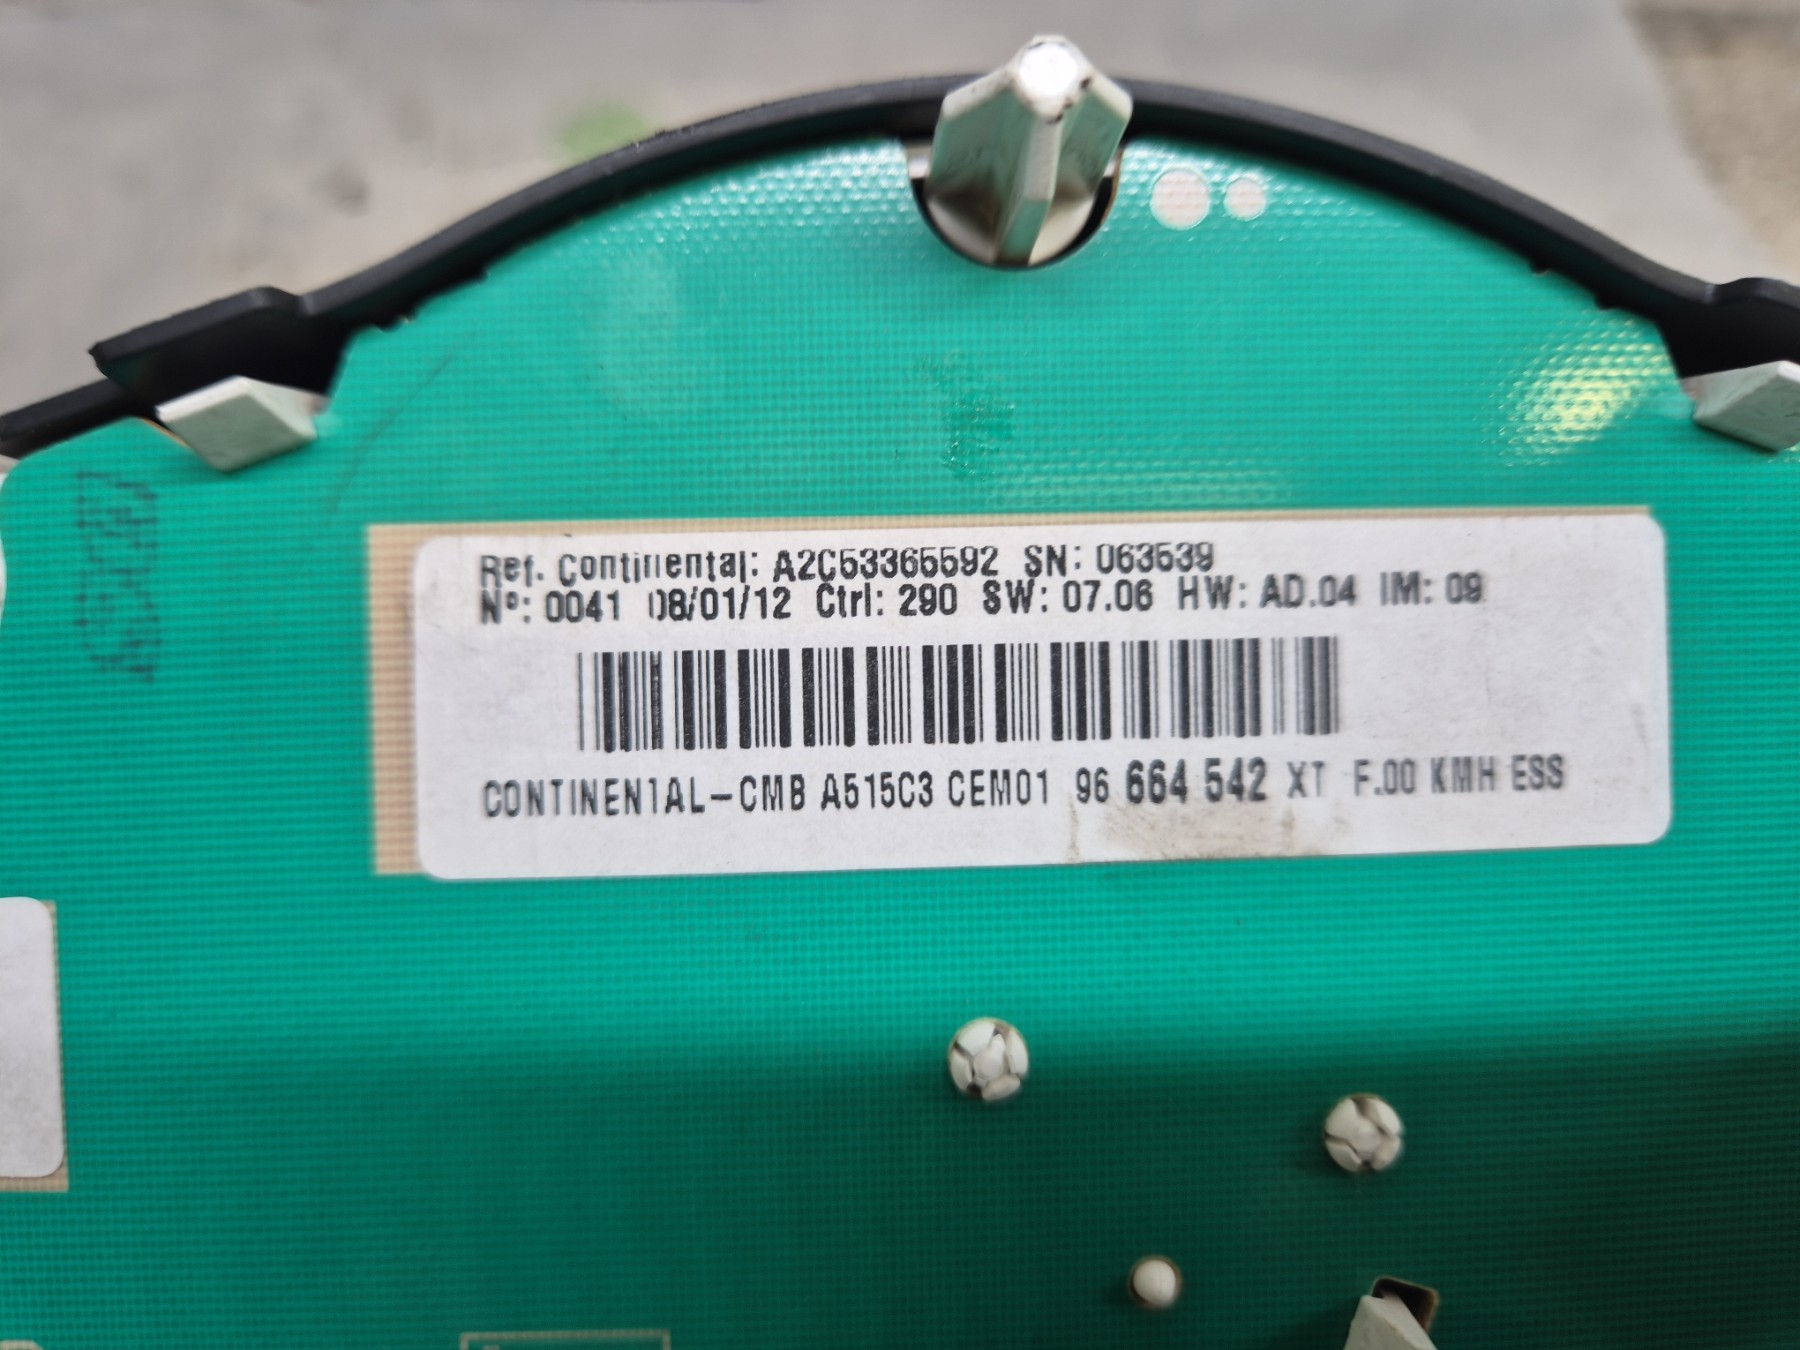 Ref. Continental: A2C53365592 SN: 063539
Nº: 0041 08/01/12 Ctrl: 290 SW: 07.06 HW: AD.04 IM: 09
CONTINENTAL-CMB A515C3 CEM01 96 664 542 XT F.00 KMH ESS